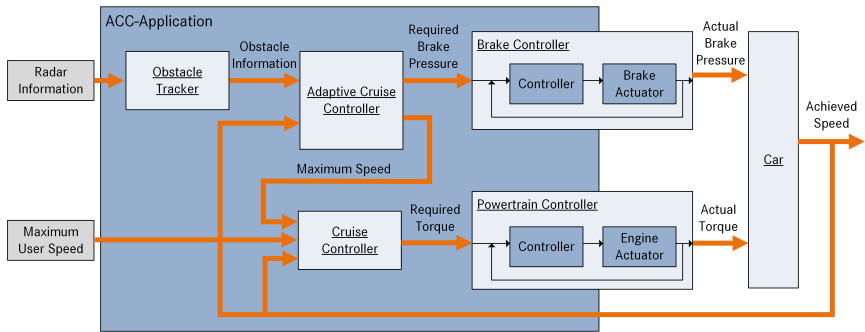 ACC-Application
Radar
Information
Obstacle
Tracker
Obstacle
Information
Adaptive Cruise
Controller
Required
Brake
Pressure
Brake Controller
Controller
Brake
Actuator
Actual
Brake
Pressure
Car
Achieved
Speed
Maximum Speed
Maximum
User Speed
Cruise
Controller
Required
Torque
Powertrain Controller
Controller
Engine
Actuator
Actual
Torque